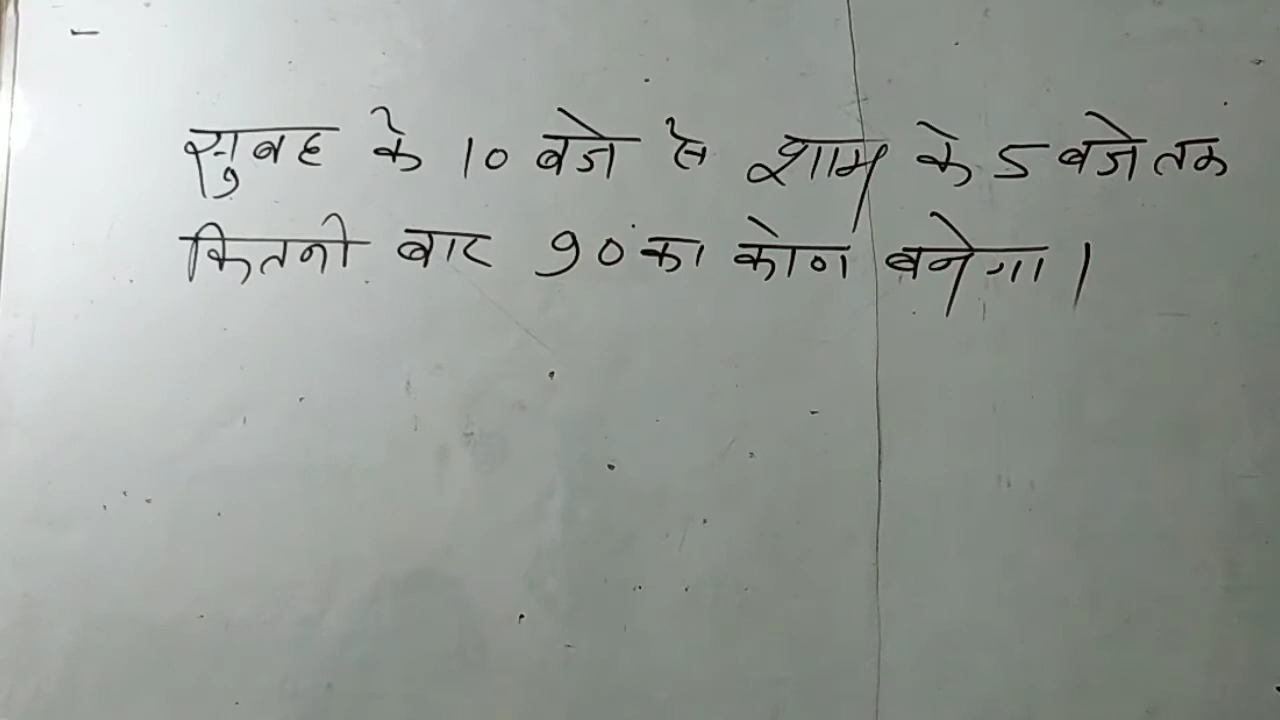 सुबह के 10 बजे से शाम के 5 बजे तक
कितनी बार 90° का कोण बनेगा।